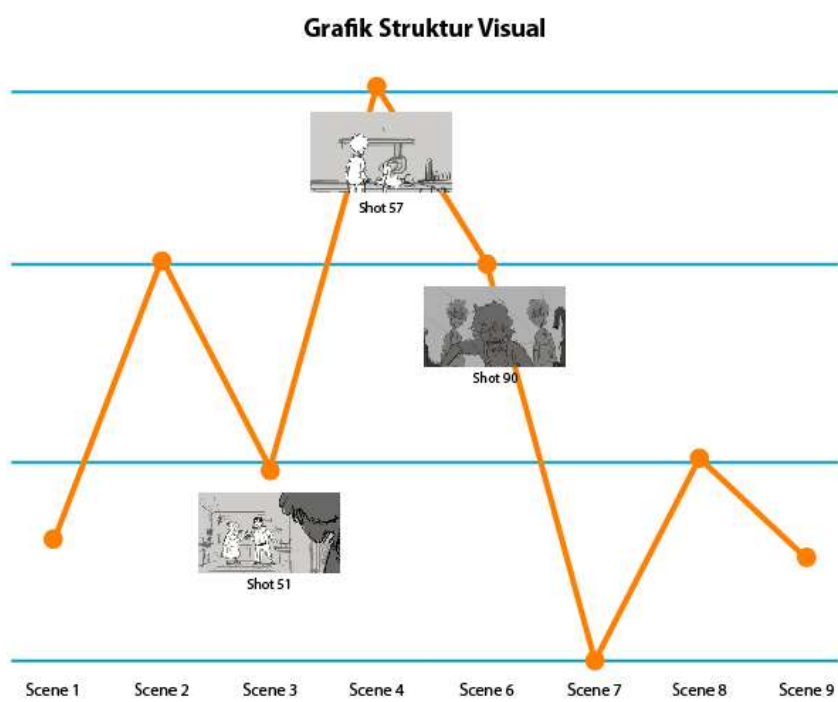 Grafik Struktur Visual
Shot 57
Shot 90
Shot 51
Scene 1 Scene 2 Scene 3 Scene 4 Scene 6 Scene 7 Scene 8 Scene 9